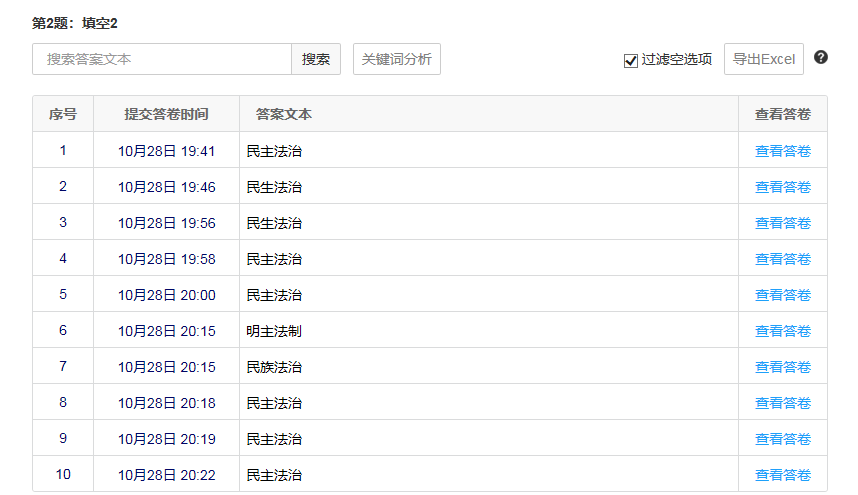 第2题：填空2
搜索答案文本 搜索 关键词分析 过滤空选项 导出Excel ?
序号 提交答卷时间 答案文本 查看答卷
1 10月28日 19:41 民主法治 查看答卷
2 10月28日 19:46 民生法治 查看答卷
3 10月28日 19:56 民生法治 查看答卷
4 10月28日 19:58 民主法治 查看答卷
5 10月28日 20:00 民主法治 查看答卷
6 10月28日 20:15 明主法制 查看答卷
7 10月28日 20:15 民族法治 查看答卷
8 10月28日 20:18 民主法治 查看答卷
9 10月28日 20:19 民主法治 查看答卷
10 10月28日 20:22 民主法治 查看答卷